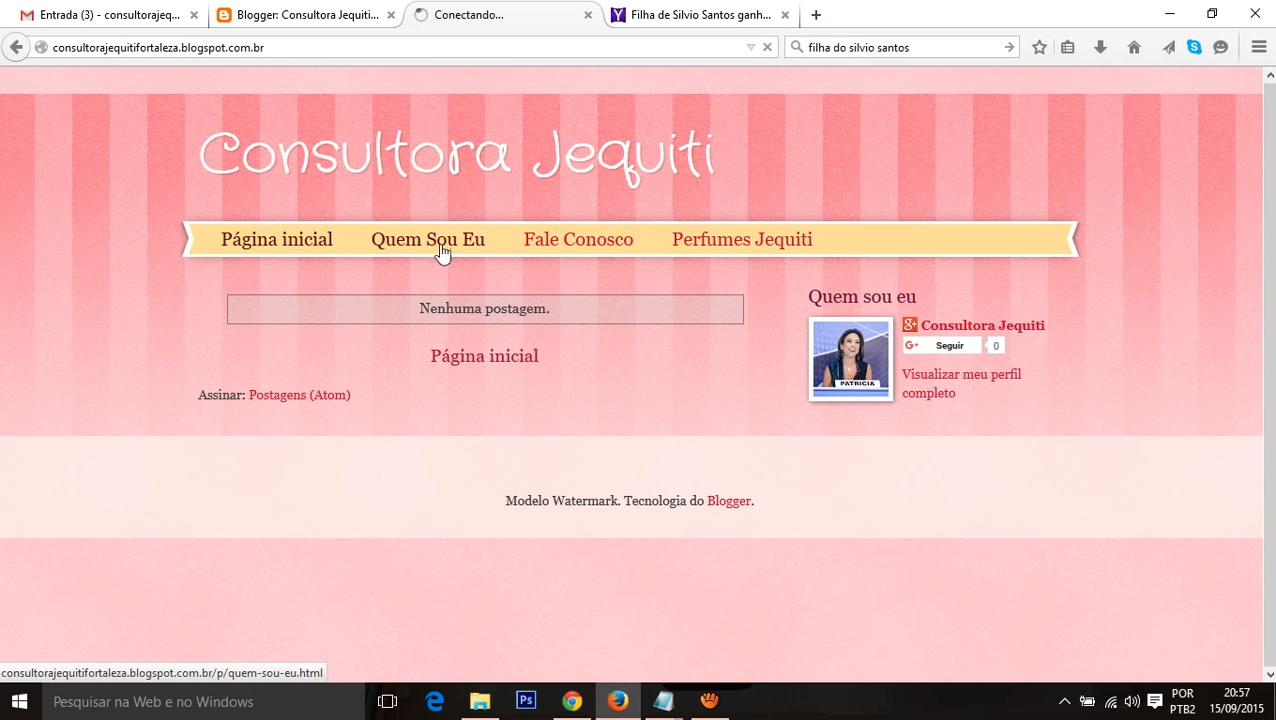 Entrada (3) - consultorajeq...
Blogger: Consultora Jequiti...
Conectando...
Filha de Silvio Santos ganh...
consultorajequitifortaleza.blogspot.com.br
filha do silvio santos
Consultora Jequiti
Página inicial
Quem Sou Eu
Fale Conosco
Perfumes Jequiti
Nenhuma postagem.
Página inicial
Assinar: Postagens (Atom)
Quem sou eu
Consultora Jequiti
Seguir
0
Visualizar meu perfil
completo
PATRICIA
Modelo Watermark. Tecnologia do Blogger.
consultorajequitifortaleza.blogspot.com.br/p/quem-sou-eu.html
Pesquisar na Web e no Windows
POR
PTB2
20:57
15/09/2015